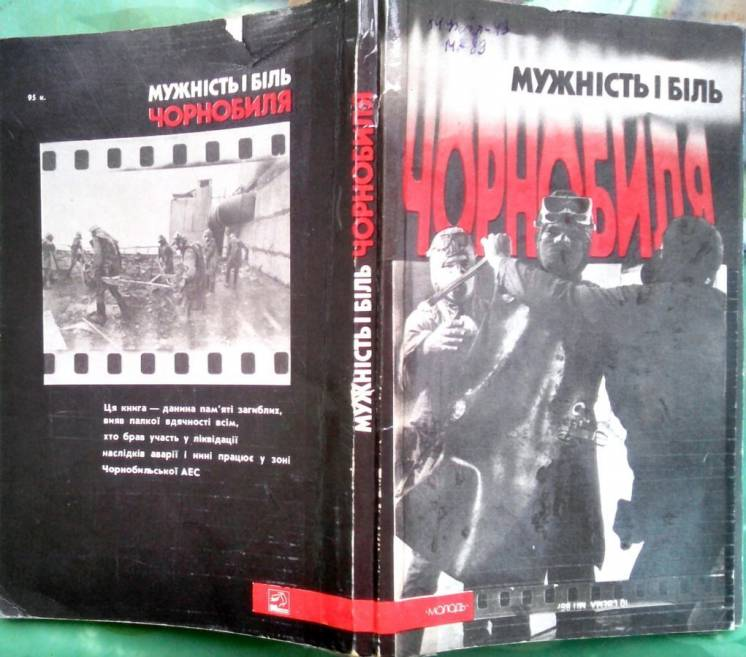 95 к.
МУЖНІСТЬ І БІЛЬ
ЧОРНОБИЛЯ
Ця книга — данина пам'яті загиблих,
вияв палкої вдячності всім,
хто брав участь у ліквідації
наслідків аварії і нині працює у зоні
Чорнобильської АЕС
МУЖНІСТЬ І БІЛЬ ЧОРНОБИЛЯ
МУЖНІСТЬ І БІЛЬ
ЧОРНОБИЛЯ
·МОЛОДЬ·